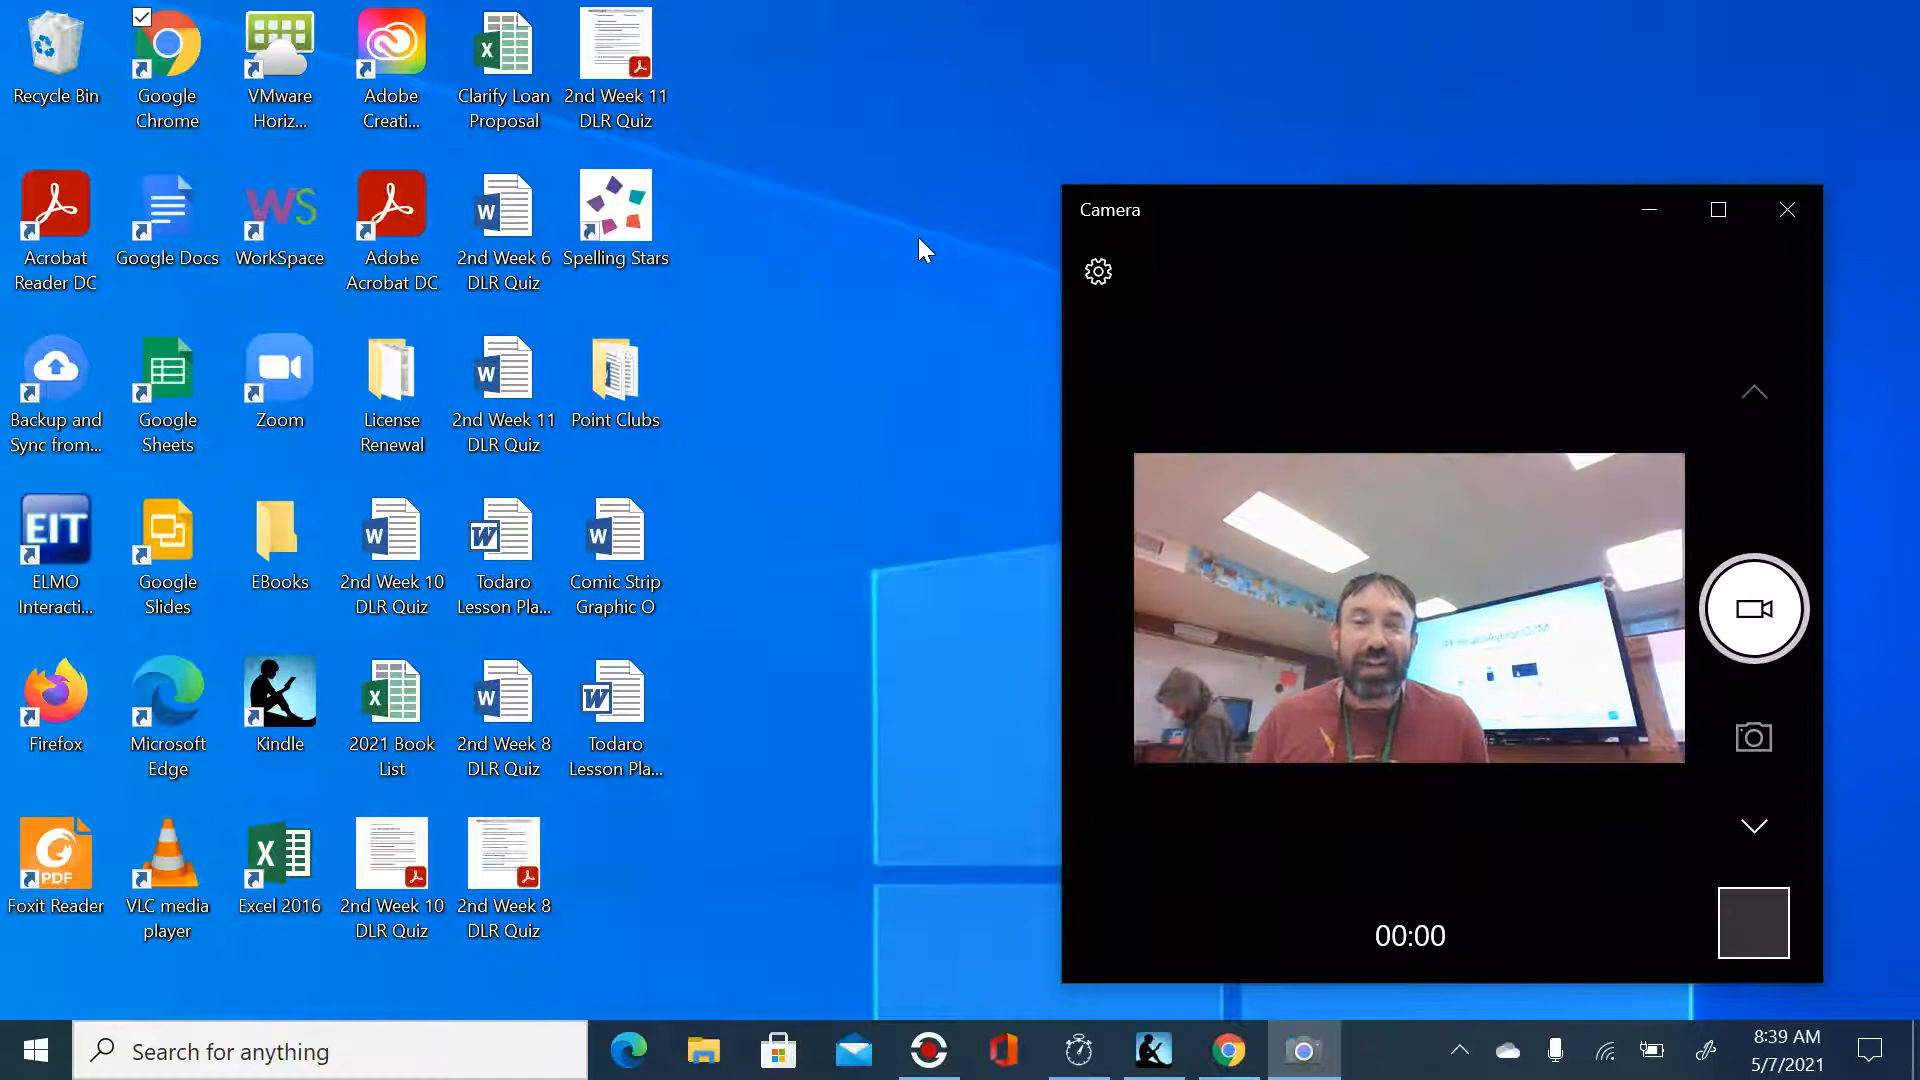 Recycle Bin
Google
Chrome
VMware
Horiz...
Adobe
Creati...
Clarify Loan
Proposal
2nd Week 11
DLR Quiz
Acrobat
Reader DC
Google Docs
WS
WorkSpace
Adobe
Acrobat DC
2nd Week 6
DLR Quiz
Spelling Stars
Backup and
Sync from...
Google
Sheets
Zoom
License
Renewal
2nd Week 11
DLR Quiz
Point Clubs
EIT
ELMO
Interacti...
Google
Slides
EBooks
2nd Week 10
DLR Quiz
Todaro
Lesson Pla...
Comic Strip
Graphic O
Firefox
Microsoft
Edge
Kindle
2021 Book
List
2nd Week 8
DLR Quiz
Todaro
Lesson Pla...
PDF
Foxit Reader
VLC media
player
Excel 2016
2nd Week 10
DLR Quiz
2nd Week 8
DLR Quiz
Camera
00:00
Search for anything
8:39 AM
5/7/2021